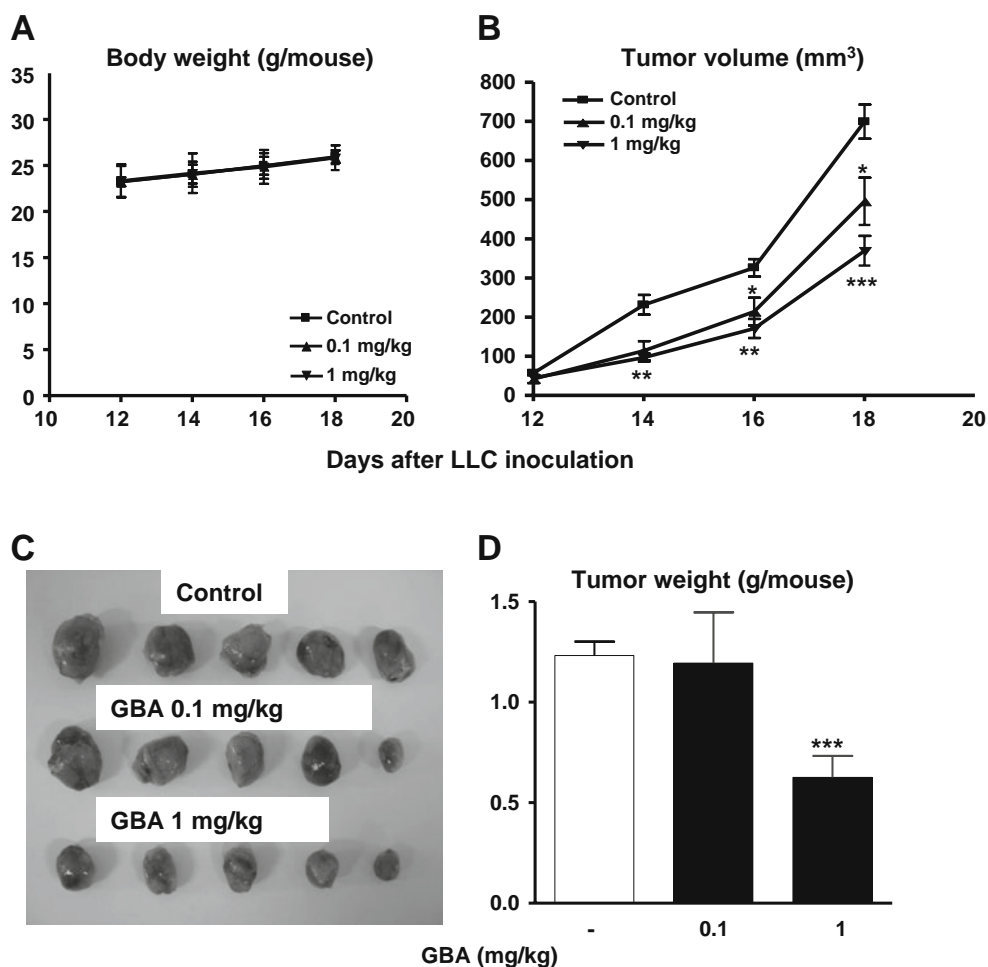 A
Body weight (g/mouse)
35
30
25
20
15
10
5
0
10 12 14 16 18 20
Control
0.1 mg/kg
1 mg/kg
B
Tumor volume (mm³)
800
700
600
500
400
300
200
100
0
12 14 16 18 20
Control
0.1 mg/kg
1 mg/kg
*
*
***
**
**
Days after LLC inoculation
C
Control
GBA 0.1 mg/kg
GBA 1 mg/kg
D
Tumor weight (g/mouse)
1.5
1.0
0.5
0.0
***
- 0.1 1
GBA (mg/kg)